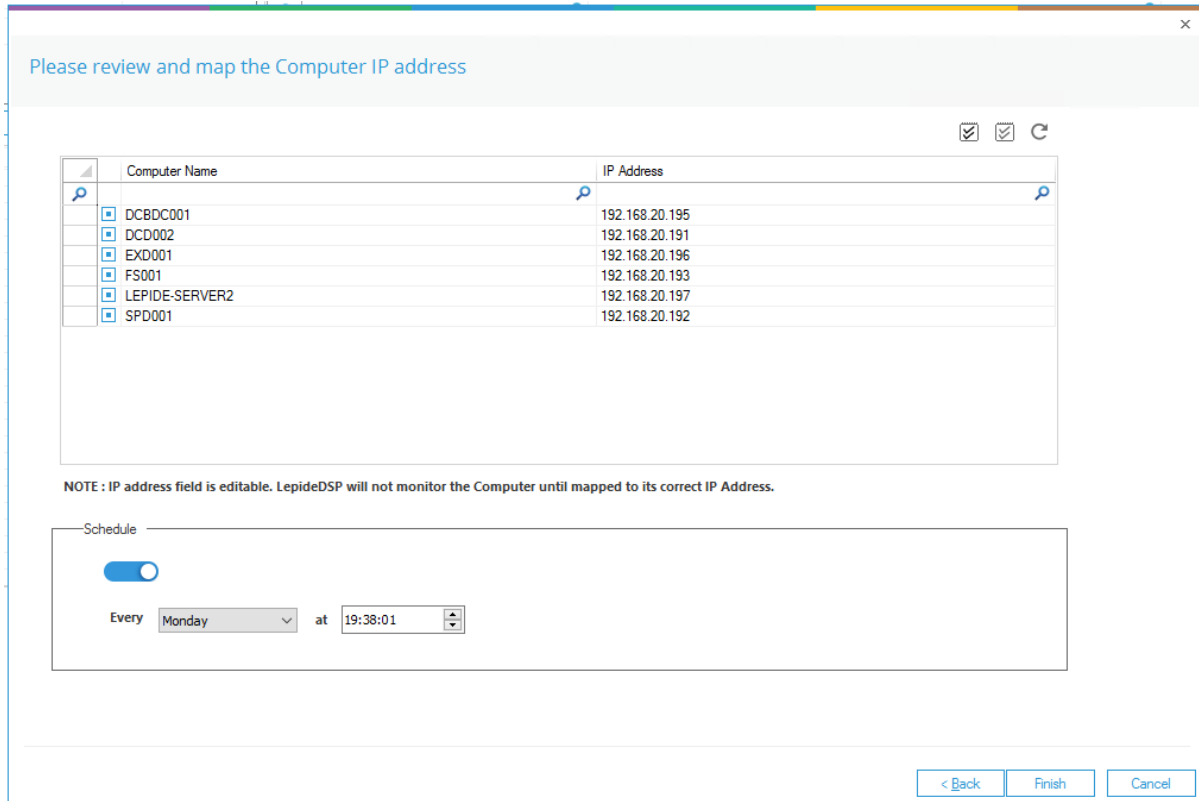 Please review and map the Computer IP address
Computer Name IP Address
DCBDC001 192.168.20.195
DCD002 192.168.20.191
EXD001 192.168.20.196
FS001 192.168.20.193
LEPIDE-SERVER2 192.168.20.197
SPD001 192.168.20.192
NOTE : IP address field is editable. LepideDSP will not monitor the Computer until mapped to its correct IP Address.
Schedule
Every Monday at 19:38:01
< Back Finish Cancel